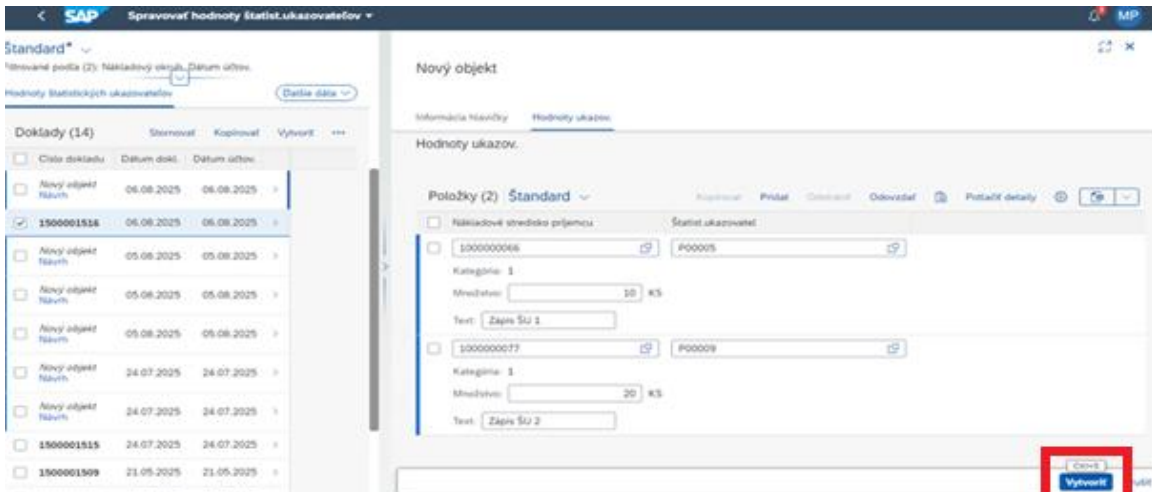 SAP Spravovať hodnoty štatist.ukazovateľov
MP
Štandard*
Filtrované podľa (2): Nákladový okruh, Dátum účtov.
Hodnoty štatistických ukazovateľov
Ďalšie dáta
Doklady (14) Stornovať Kopírovať Vytvoriť
Číslo dokladu Dátum dokl. Dátum účtov.
Nový objekt
Návrh
06.08.2025 06.08.2025
1500001516 06.08.2025 06.08.2025
Nový objekt
Návrh
05.08.2025 05.08.2025
Nový objekt
Návrh
05.08.2025 05.08.2025
Nový objekt
Návrh
05.08.2025 05.08.2025
Nový objekt
Návrh
24.07.2025 24.07.2025
Nový objekt
Návrh
24.07.2025 24.07.2025
1500001515 24.07.2025 24.07.2025
1500001509 21.05.2025 21.05.2025
Nový objekt
Informácia hlavičky Hodnoty ukazov.
Hodnoty ukazov.
Položky (2) Štandard Kopírovať Pridať Odstrániť Odovzdať Potlačiť detaily
Nákladové stredisko príjemcu Štatist.ukazovateľ
1000000066 P00005
Kategória: 1
Množstvo: 10 KS
Text: Zápis ŠU 1
1000000077 P00009
Kategória: 1
Množstvo: 20 KS
Text: Zápis ŠU 2
Ctrl+S
Vytvoriť